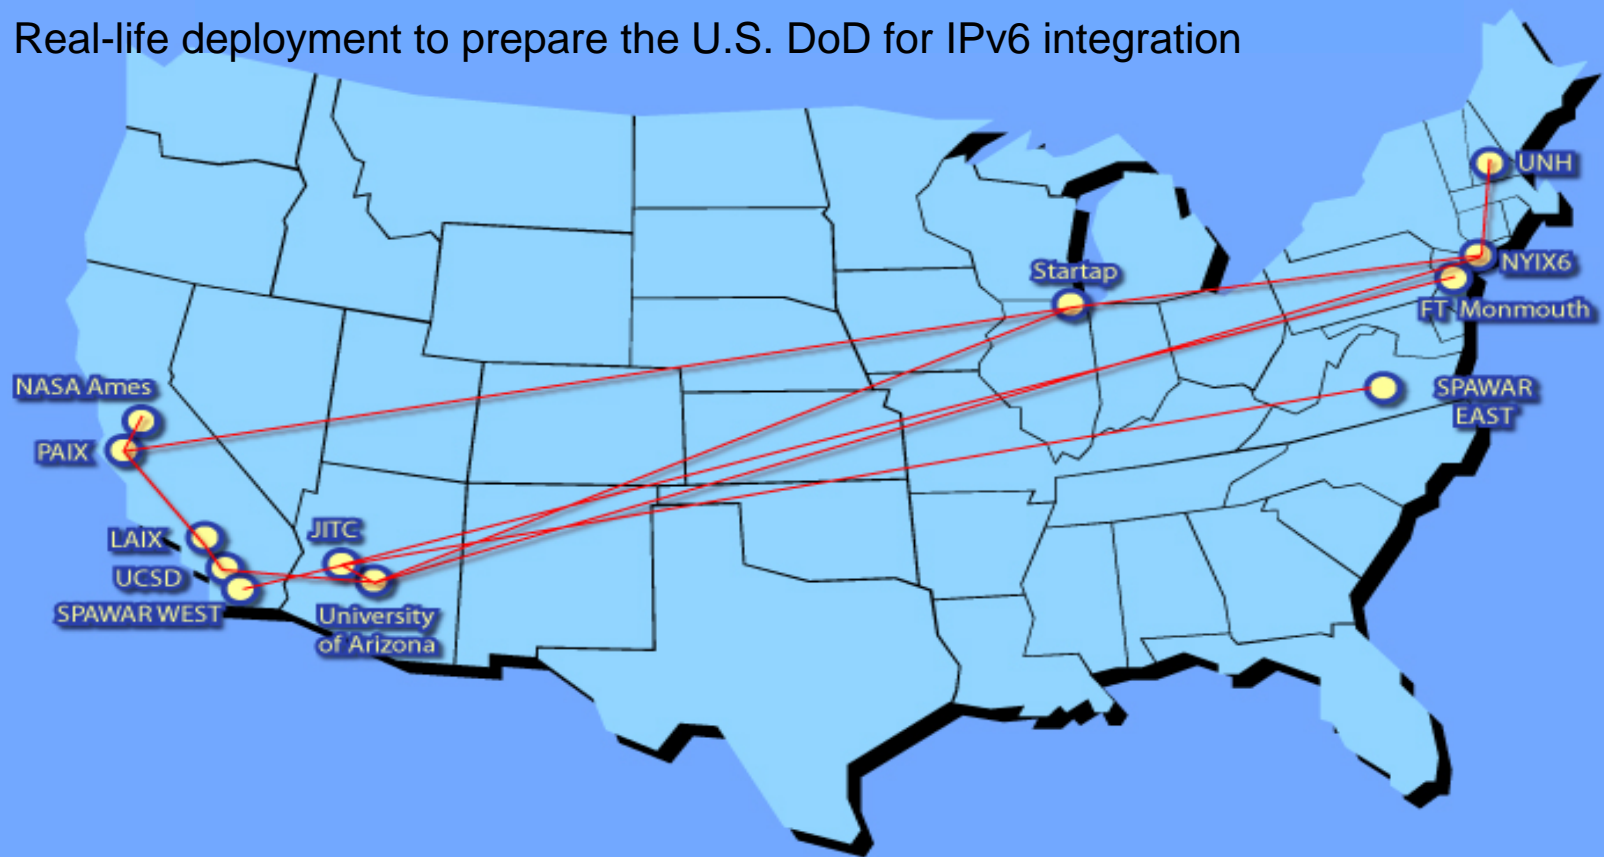 Real-life deployment to prepare the U.S. DoD for IPv6 integration
UNH
NYIX6
Startap
FT Monmouth
NASA Ames
SPAWAR
EAST
PAIX
LAIX
JITC
UCSD
SPAWAR WEST
University
of Arizona